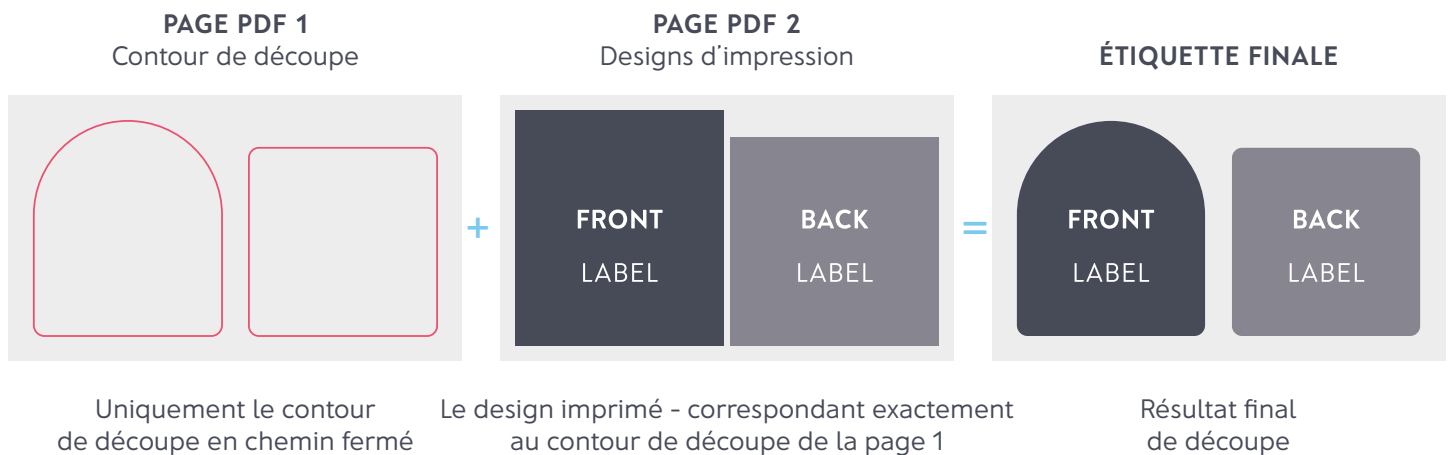 PAGE PDF 1
Contour de découpe
PAGE PDF 2
Designs d'impression
ÉTIQUETTE FINALE
+
FRONT
LABEL
BACK
LABEL
=
FRONT
LABEL
BACK
LABEL
Uniquement le contour
de découpe en chemin fermé
Le design imprimé - correspondant exactement
au contour de découpe de la page 1
Résultat final
de découpe